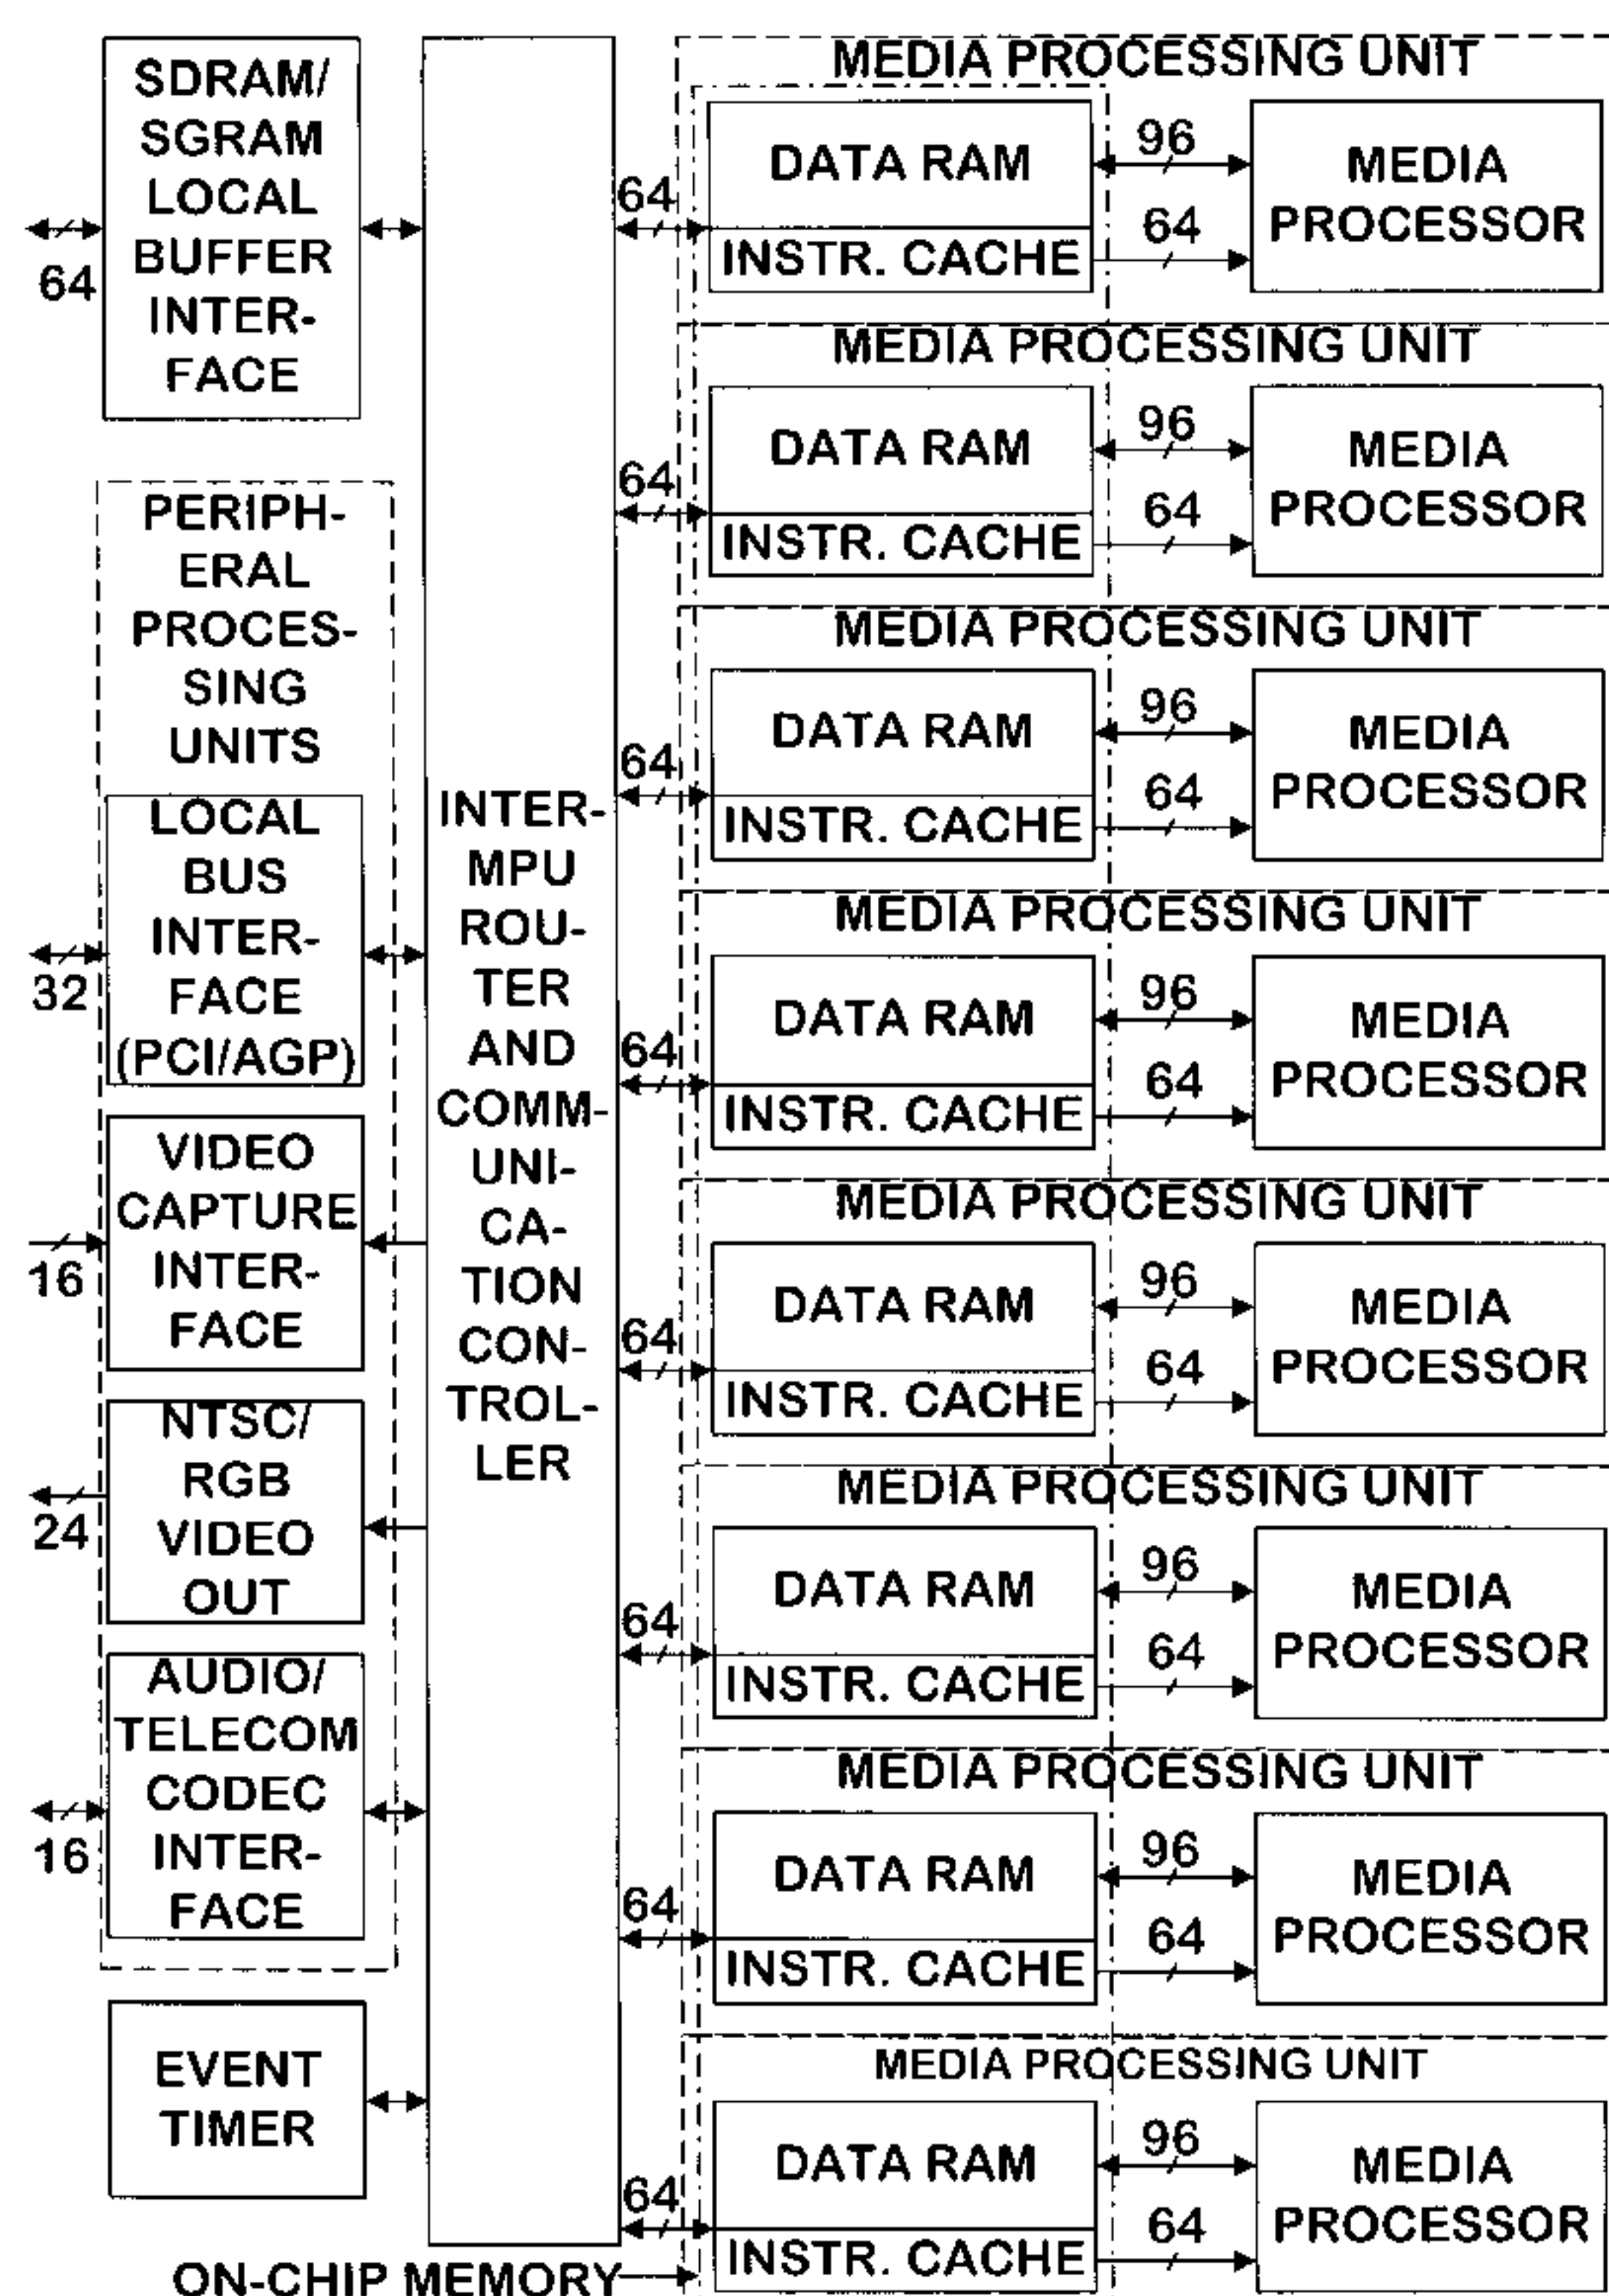 SDRAM/
SGRAM
LOCAL
BUFFER
INTER-
FACE
64
PERIPH-
ERAL
PROCES-
SING
UNITS
LOCAL
BUS
INTER-
FACE
(PCI/AGP)
32
VIDEO
CAPTURE
INTER-
FACE
16
NTSC/
RGB
VIDEO
OUT
24
AUDIO/
TELECOM
CODEC
INTER-
FACE
16
EVENT
TIMER
INTER-
MPU
ROU-
TER
AND
COMM-
UNI-
CA-
TION
CON-
TROL-
LER
ON-CHIP MEMORY
MEDIA PROCESSING UNIT
64
DATA RAM
INSTR. CACHE
96
64
MEDIA
PROCESSOR
MEDIA PROCESSING UNIT
64
DATA RAM
INSTR. CACHE
96
64
MEDIA
PROCESSOR
MEDIA PROCESSING UNIT
64
DATA RAM
INSTR. CACHE
96
64
MEDIA
PROCESSOR
MEDIA PROCESSING UNIT
64
DATA RAM
INSTR. CACHE
96
64
MEDIA
PROCESSOR
MEDIA PROCESSING UNIT
64
DATA RAM
INSTR. CACHE
96
64
MEDIA
PROCESSOR
MEDIA PROCESSING UNIT
64
DATA RAM
INSTR. CACHE
96
64
MEDIA
PROCESSOR
MEDIA PROCESSING UNIT
64
DATA RAM
INSTR. CACHE
96
64
MEDIA
PROCESSOR
MEDIA PROCESSING UNIT
64
DATA RAM
INSTR. CACHE
96
64
MEDIA
PROCESSOR